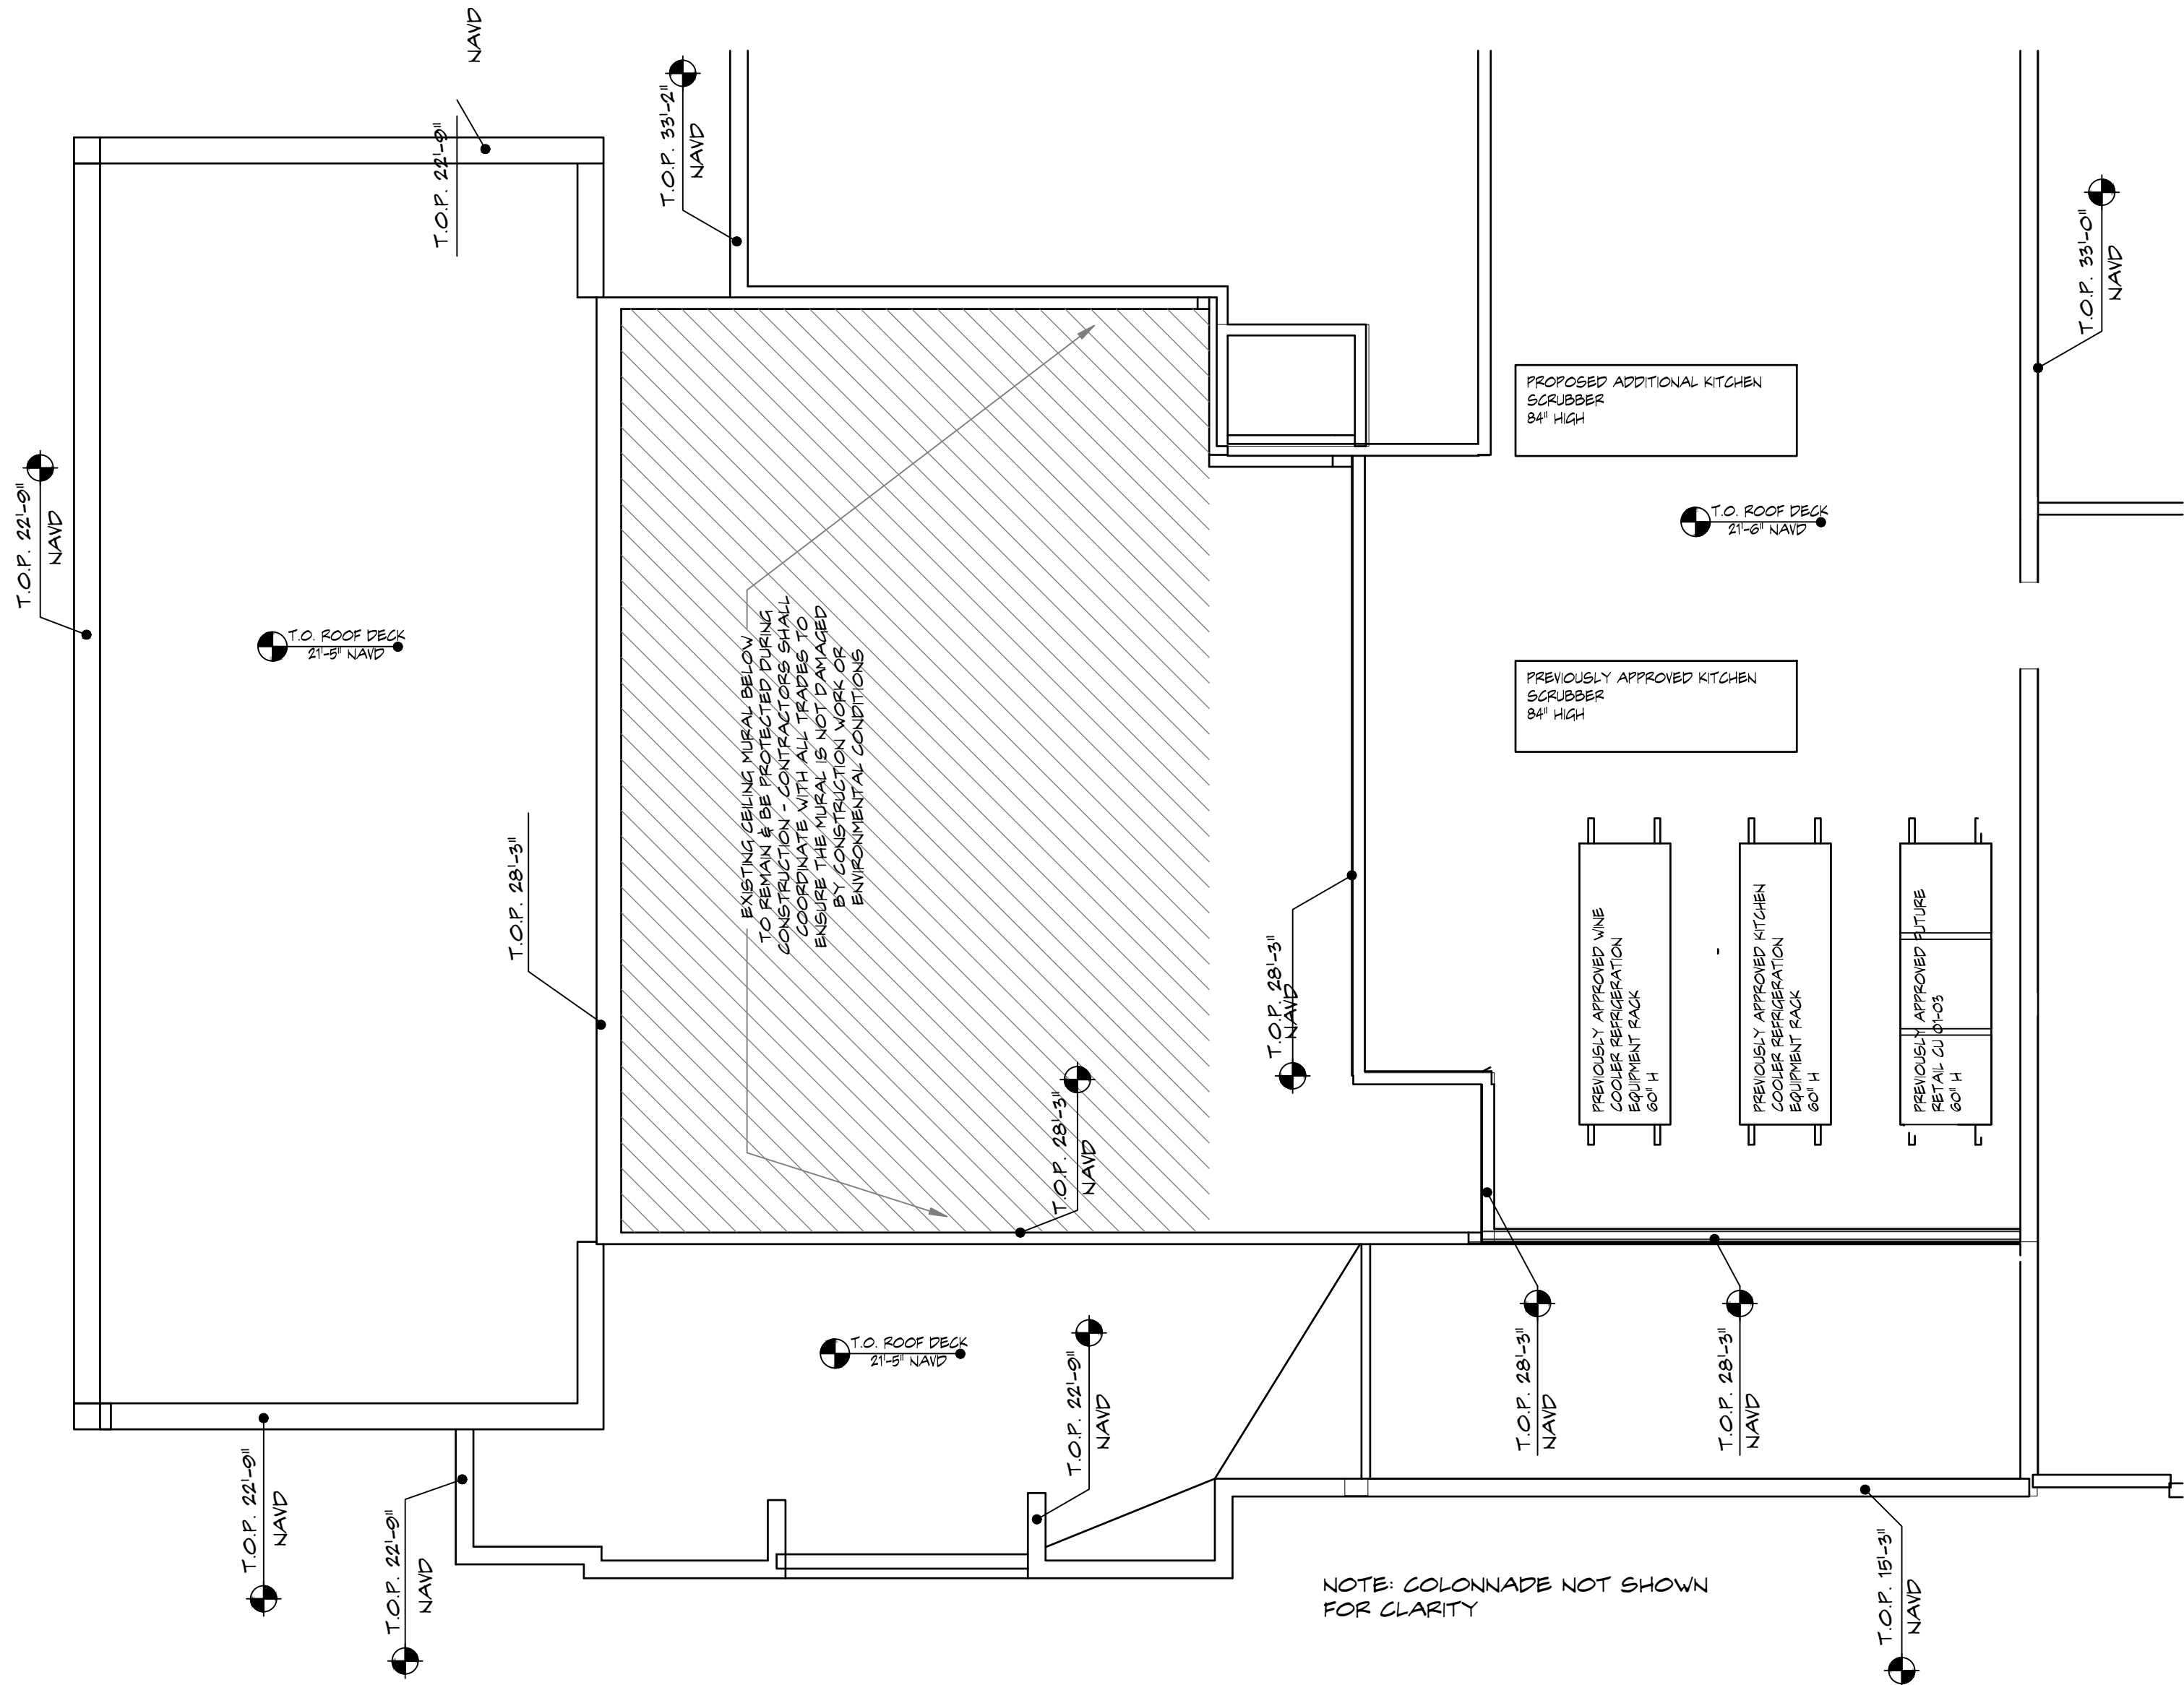 NAVD
T.O.P. 22'-9"
T.O.P. 33'-2"
NAVD
T.O.P. 33'-0"
NAVD
PROPOSED ADDITIONAL KITCHEN
SCRUBBER
84" HIGH
T.O.P. 22'-9"
NAVD
T.O. ROOF DECK
21'-6" NAVD
T.O. ROOF DECK
21'-5" NAVD
EXISTING CEILING MURAL BELOW
TO REMAIN & BE PROTECTED DURING
CONSTRUCTION - CONTRACTORS SHALL
COORDINATE WITH ALL TRADES TO
ENSURE THE MURAL IS NOT DAMAGED
BY CONSTRUCTION WORK OR
ENVIRONMENTAL CONDITIONS
PREVIOUSLY APPROVED KITCHEN
SCRUBBER
84" HIGH
T.O.P. 28'-3"
T.O.P. 28'-3"
NAVD
PREVIOUSLY APPROVED WINE
COOLER REFRIGERATION
EQUIPMENT RACK
60" H
PREVIOUSLY APPROVED KITCHEN
COOLER REFRIGERATION
EQUIPMENT RACK
60" H
PREVIOUSLY APPROVED FUTURE
RETAIL CU 01-03
60" H
T.O.P. 28'-3"
NAVD
T.O. ROOF DECK
21'-5" NAVD
T.O.P. 22'-9"
NAVD
T.O.P. 28'-3"
NAVD
T.O.P. 28'-3"
NAVD
T.O.P. 22'-9"
NAVD
T.O.P. 22'-9"
NAVD
NOTE: COLONNADE NOT SHOWN
FOR CLARITY
T.O.P. 15'-3"
NAVD